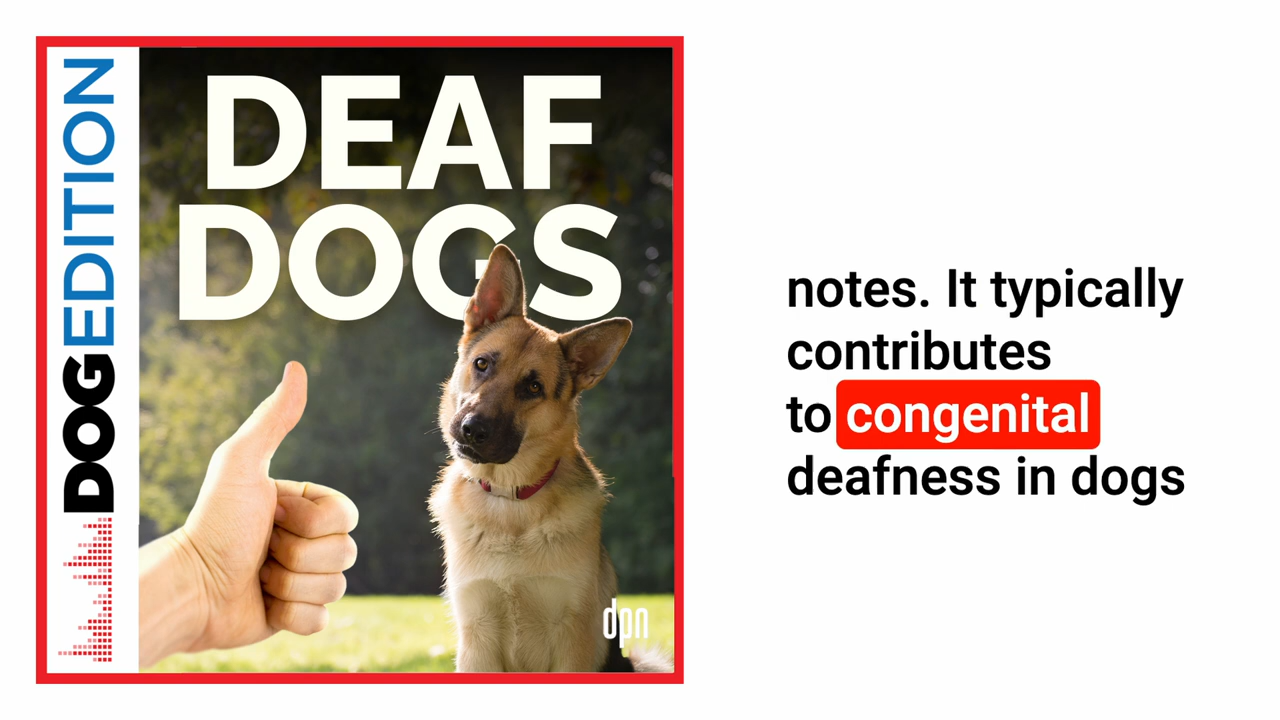 DOGEDITION
DEAF
DOGS
dpn
notes. It typically
contributes
to congenital
deafness in dogs